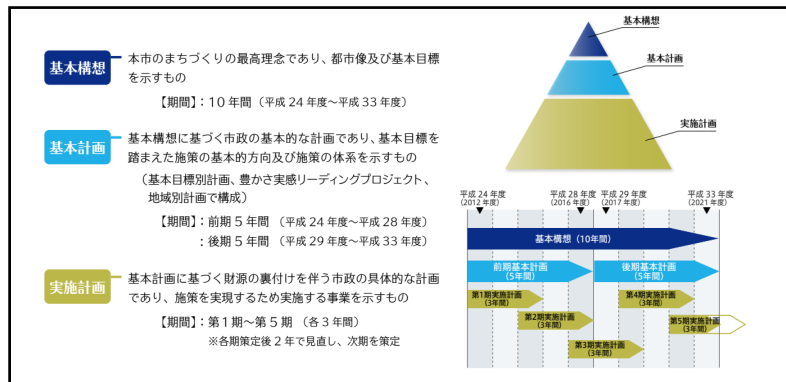 基本構想
本市のまちづくりの最高理念であり、都市像及び基本目標
を示すもの
【期間】：10年間（平成24年度～平成33年度）
基本計画
基本構想に基づく市政の基本的な計画であり、基本目標を
踏まえた施策の基本的方向及び施策の体系を示すもの
（基本目標別計画、豊かさ実感リーディングプロジェクト、
地域別計画で構成）
【期間】：前期5年間（平成24年度～平成28年度）
：後期5年間（平成29年度～平成33年度）
実施計画
基本計画に基づく財源の裏付けを伴う市政の具体的な計画
であり、施策を実現するため実施する事業を示すもの
【期間】：第1期～第5期（各3年間）
※各期策定後2年で見直し、次期を策定
基本構想
基本計画
実施計画
平成24年度
(2012年度)
平成28年度
(2016年度)
平成29年度
(2017年度)
平成33年度
(2021年度)
基本構想（10年間）
前期基本計画
（5年間）
後期基本計画
（5年間）
第1期実施計画
（3年間）
第4期実施計画
（3年間）
第2期実施計画
（3年間）
第5期実施計画
（3年間）
第3期実施計画
（3年間）